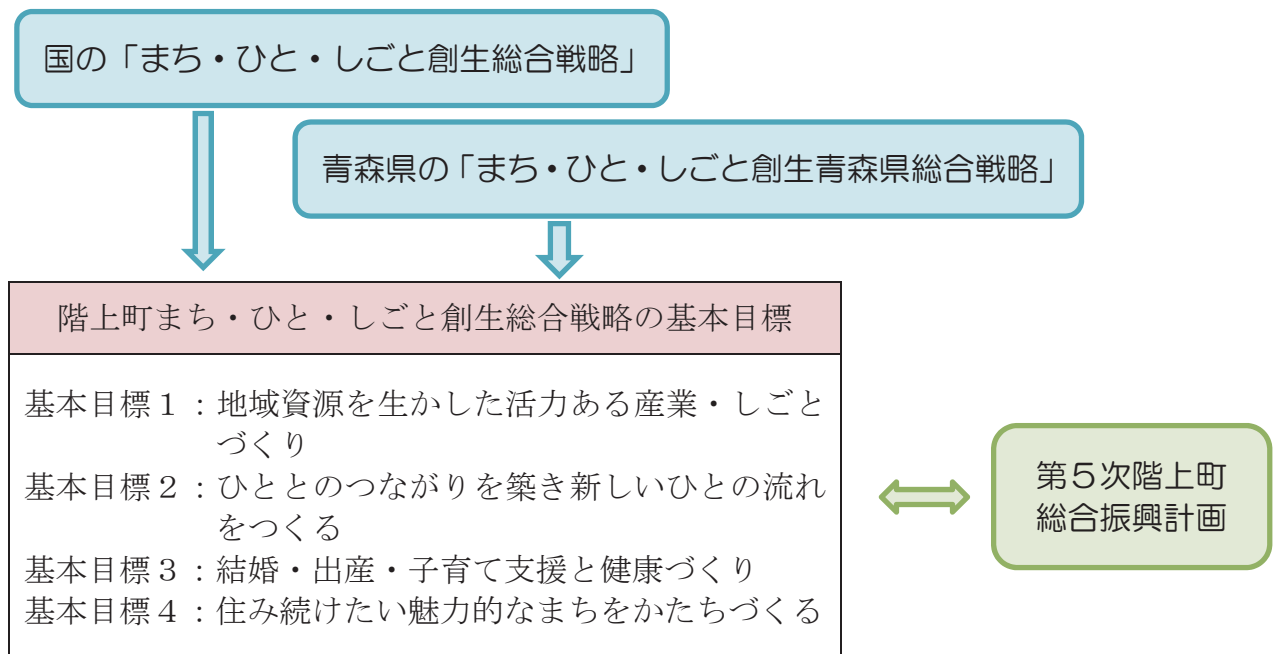 国の「まち・ひと・しごと創生総合戦略」
青森県の「まち・ひと・しごと創生青森県総合戦略」
階上町まち・ひと・しごと創生総合戦略の基本目標
基本目標１：地域資源を生かした活力ある産業・しごと
づくり
基本目標２：ひととのつながりを築き新しいひとの流れ
をつくる
基本目標３：結婚・出産・子育て支援と健康づくり
基本目標４：住み続けたい魅力的なまちをかたちづくる
第５次階上町
総合振興計画